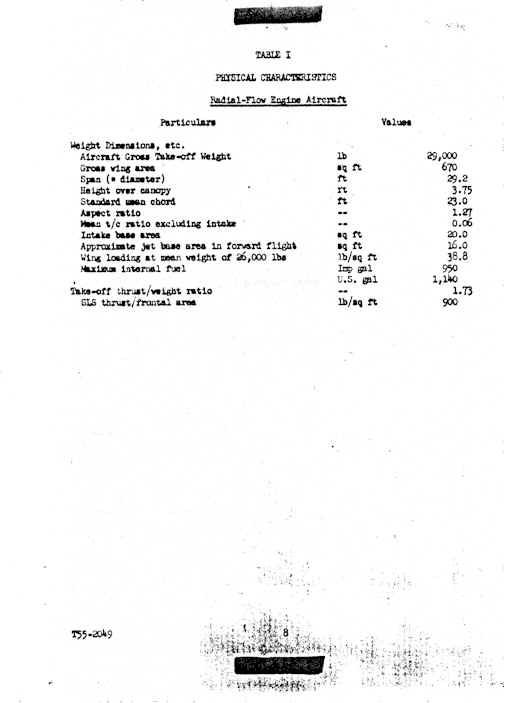 TABLE I
PHYSICAL CHARACTERISTICS
Radial-Flow Engine Aircraft
Particulars Values
Weight Dimensions, etc.
Aircraft Gross Take-off Weight lb 29,000
Gross wing area sq ft 670
Span (= diameter) ft 29.2
Height over canopy ft 3.75
Standard mean chord ft 23.0
Aspect ratio -- 1.27
Mean t/c ratio excluding intake -- 0.06
Intake base area sq ft 20.0
Approximate jet base area in forward flight sq ft 16.0
Wing loading at mean weight of 26,000 lbs lb/sq ft 38.8
Maximum internal fuel Imp gal 950
U.S. gal 1,140
Take-off thrust/weight ratio -- 1.73
SLS thrust/frontal area lb/sq ft 900
T55-2049
8